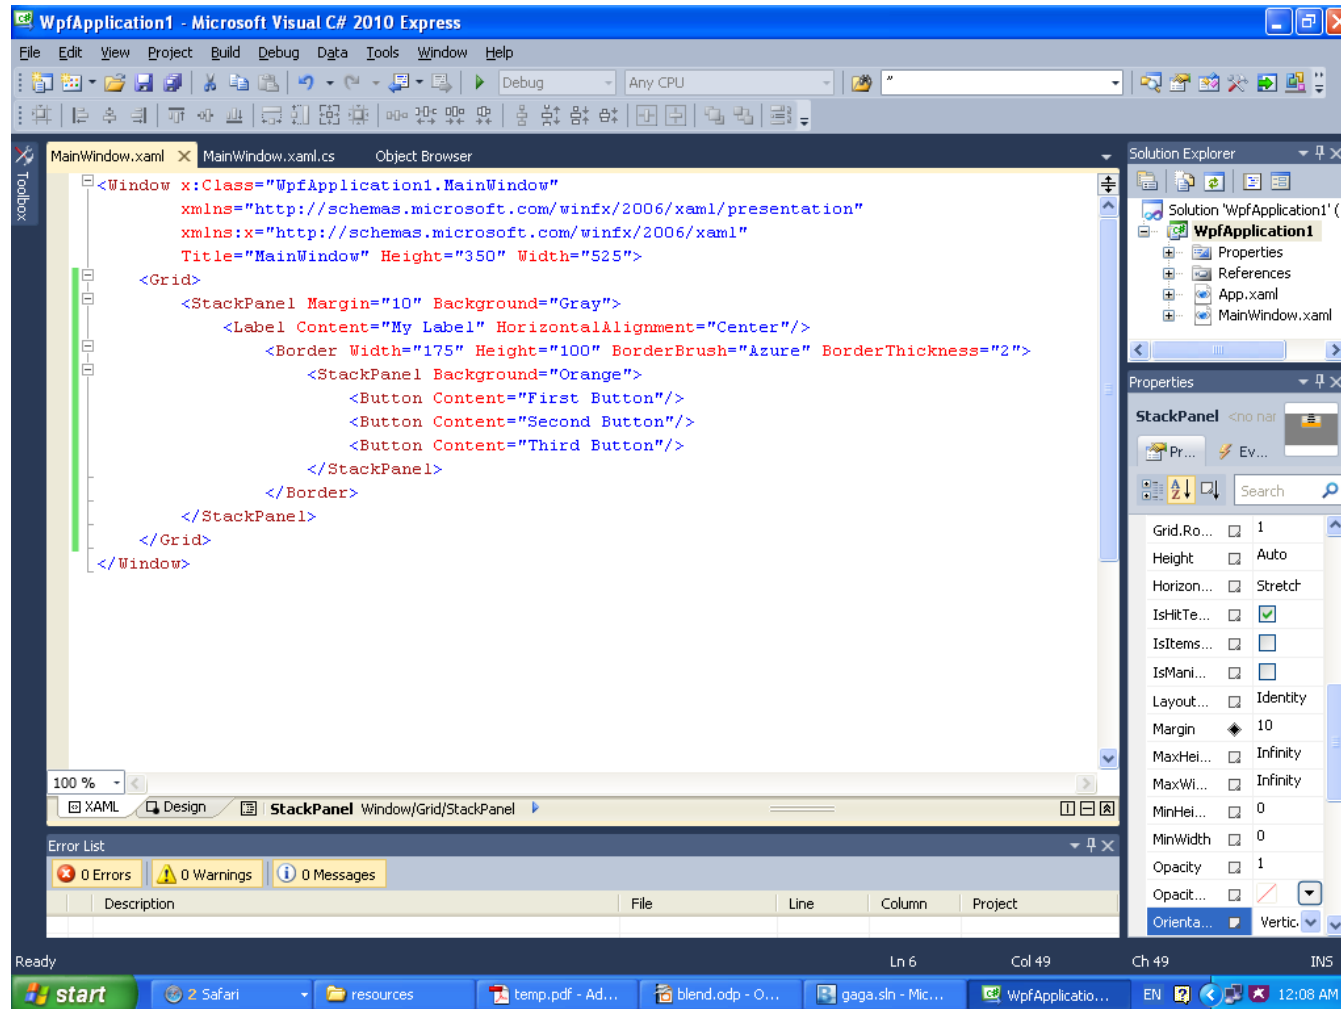 WpfApplication1 - Microsoft Visual C# 2010 Express
File Edit View Project Build Debug Data Tools Window Help
Debug Any CPU "
Toolbox
MainWindow.xaml MainWindow.xaml.cs Object Browser
<Window x:Class="WpfApplication1.MainWindow"
xmlns="http://schemas.microsoft.com/winfx/2006/xaml/presentation"
xmlns:x="http://schemas.microsoft.com/winfx/2006/xaml"
Title="MainWindow" Height="350" Width="525">
<Grid>
<StackPanel Margin="10" Background="Gray">
<Label Content="My Label" HorizontalAlignment="Center"/>
<Border Width="175" Height="100" BorderBrush="Azure" BorderThickness="2">
<StackPanel Background="Orange">
<Button Content="First Button"/>
<Button Content="Second Button"/>
<Button Content="Third Button"/>
</StackPanel>
</Border>
</StackPanel>
</Grid>
</Window>
100 %
XAML Design StackPanel Window/Grid/StackPanel
Error List
0 Errors 0 Warnings 0 Messages
Description File Line Column Project
Solution Explorer
Solution 'WpfApplication1' (
WpfApplication1
Properties
References
App.xaml
MainWindow.xaml
Properties
StackPanel <no nar
Pr... Ev...
Search
Grid.Ro... 1
Height Auto
Horizon... Stretch
IsHitTe...
IsItems...
IsMani...
Layout... Identity
Margin 10
MaxHei... Infinity
MaxWi... Infinity
MinHei... 0
MinWidth 0
Opacity 1
Opacit...
Orienta... Vertic
Ready Ln 6 Col 49 Ch 49 INS
start 2 Safari resources temp.pdf - Ad... blend.odp - O... gaga.sln - Mic... WpfApplicatio... EN 12:08 AM